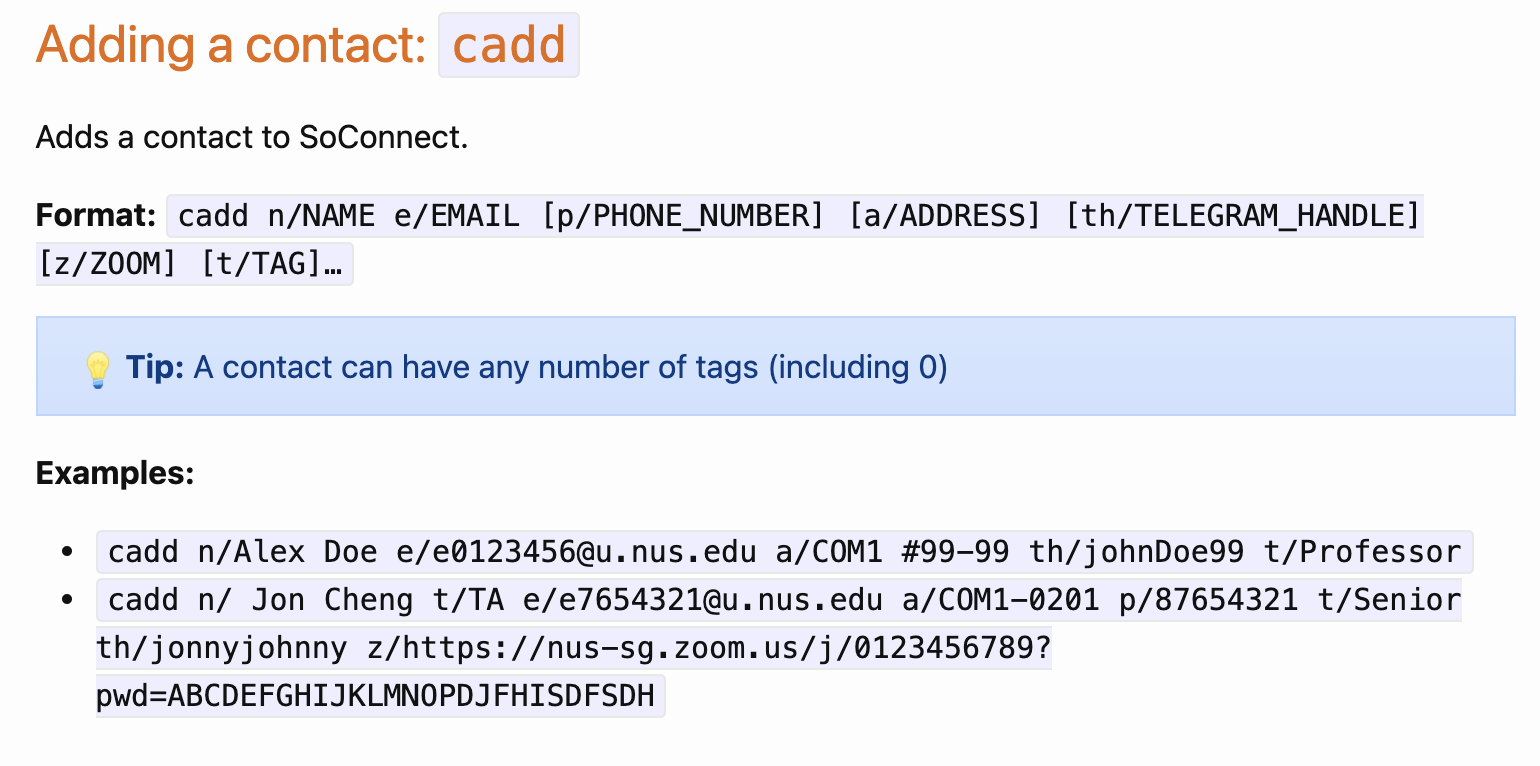 Adding a contact: cadd
Adds a contact to SoConnect.
Format: cadd n/NAME e/EMAIL [p/PHONE_NUMBER] [a/ADDRESS] [th/TELEGRAM_HANDLE]
[z/ZOOM] [t/TAG]…
💡 Tip: A contact can have any number of tags (including 0)
Examples:
• cadd n/Alex Doe e/e0123456@u.nus.edu a/COM1 #99-99 th/johnDoe99 t/Professor
• cadd n/ Jon Cheng t/TA e/e7654321@u.nus.edu a/COM1-0201 p/87654321 t/Senior
th/jonnyjohnny z/https://nus-sg.zoom.us/j/0123456789?
pwd=ABCDEFGHIJKLMNOPDJFHISDFSDH